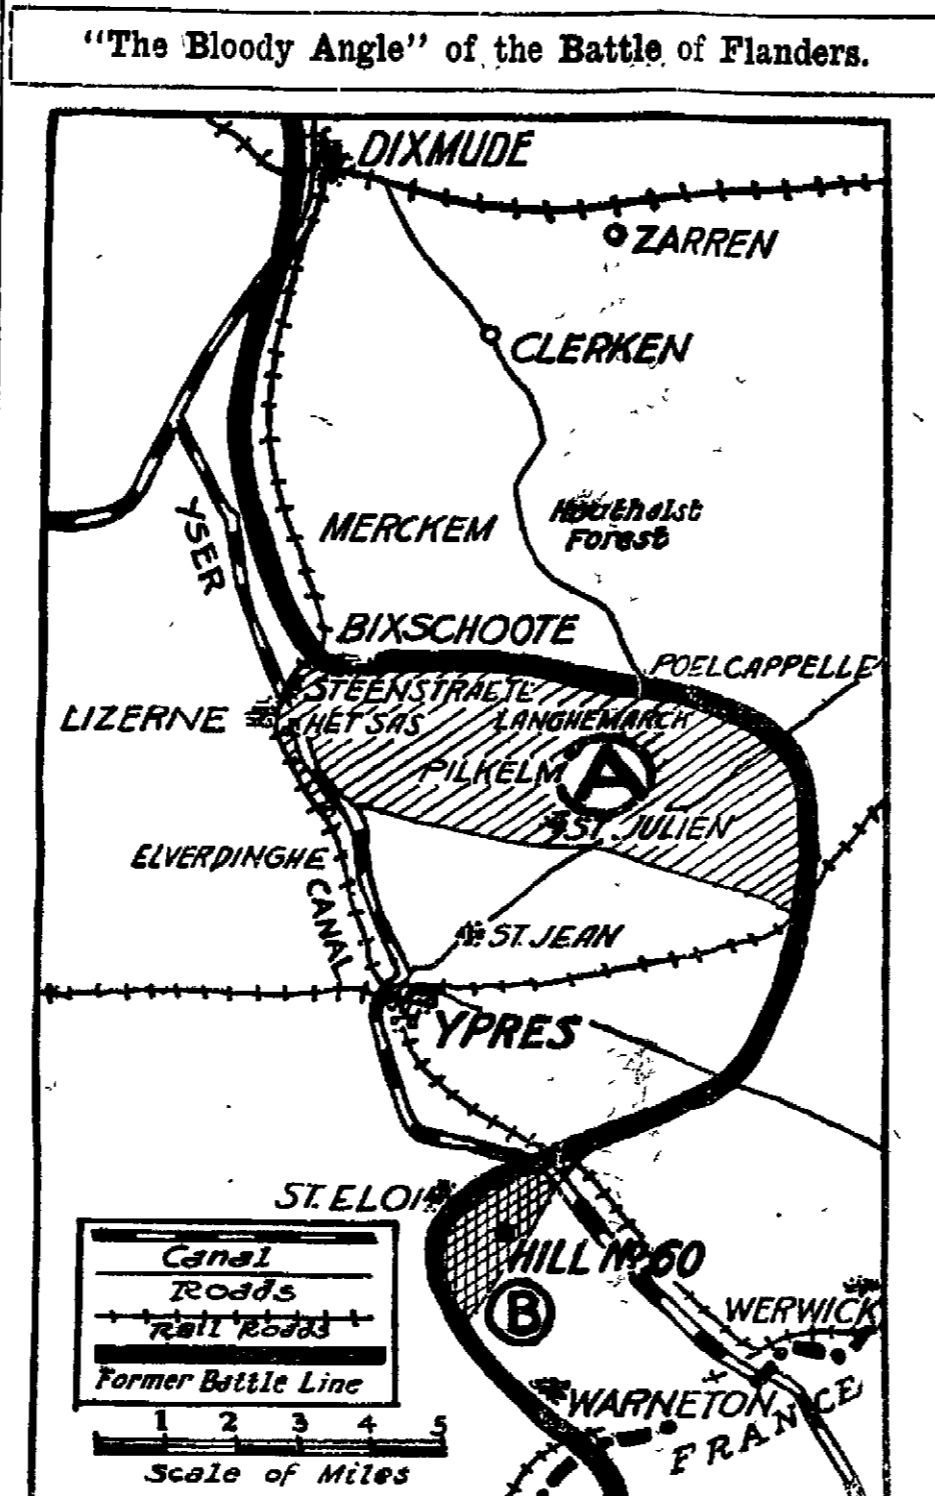 "The Bloody Angle" of the Battle of Flanders.
DIXMUDE
ZARREN
CLERKEN
YSER
MERCKEM
Houtholst
Forest
BIXSCHOOTE
POELCAPPELLE
STEENSTRAETE
LIZERNE
HET SAS
LANGHEMARCK
PILKELM
A
ST. JULIEN
ELVERDINGHE
CANAL
ST. JEAN
YPRES
ST. ELOI
HILL No. 60
B
WERWICK
WARNETON
FRANCE
Canal
Roads
Rail Roads
Former Battle Line
1 2 3 4 5
Scale of Miles